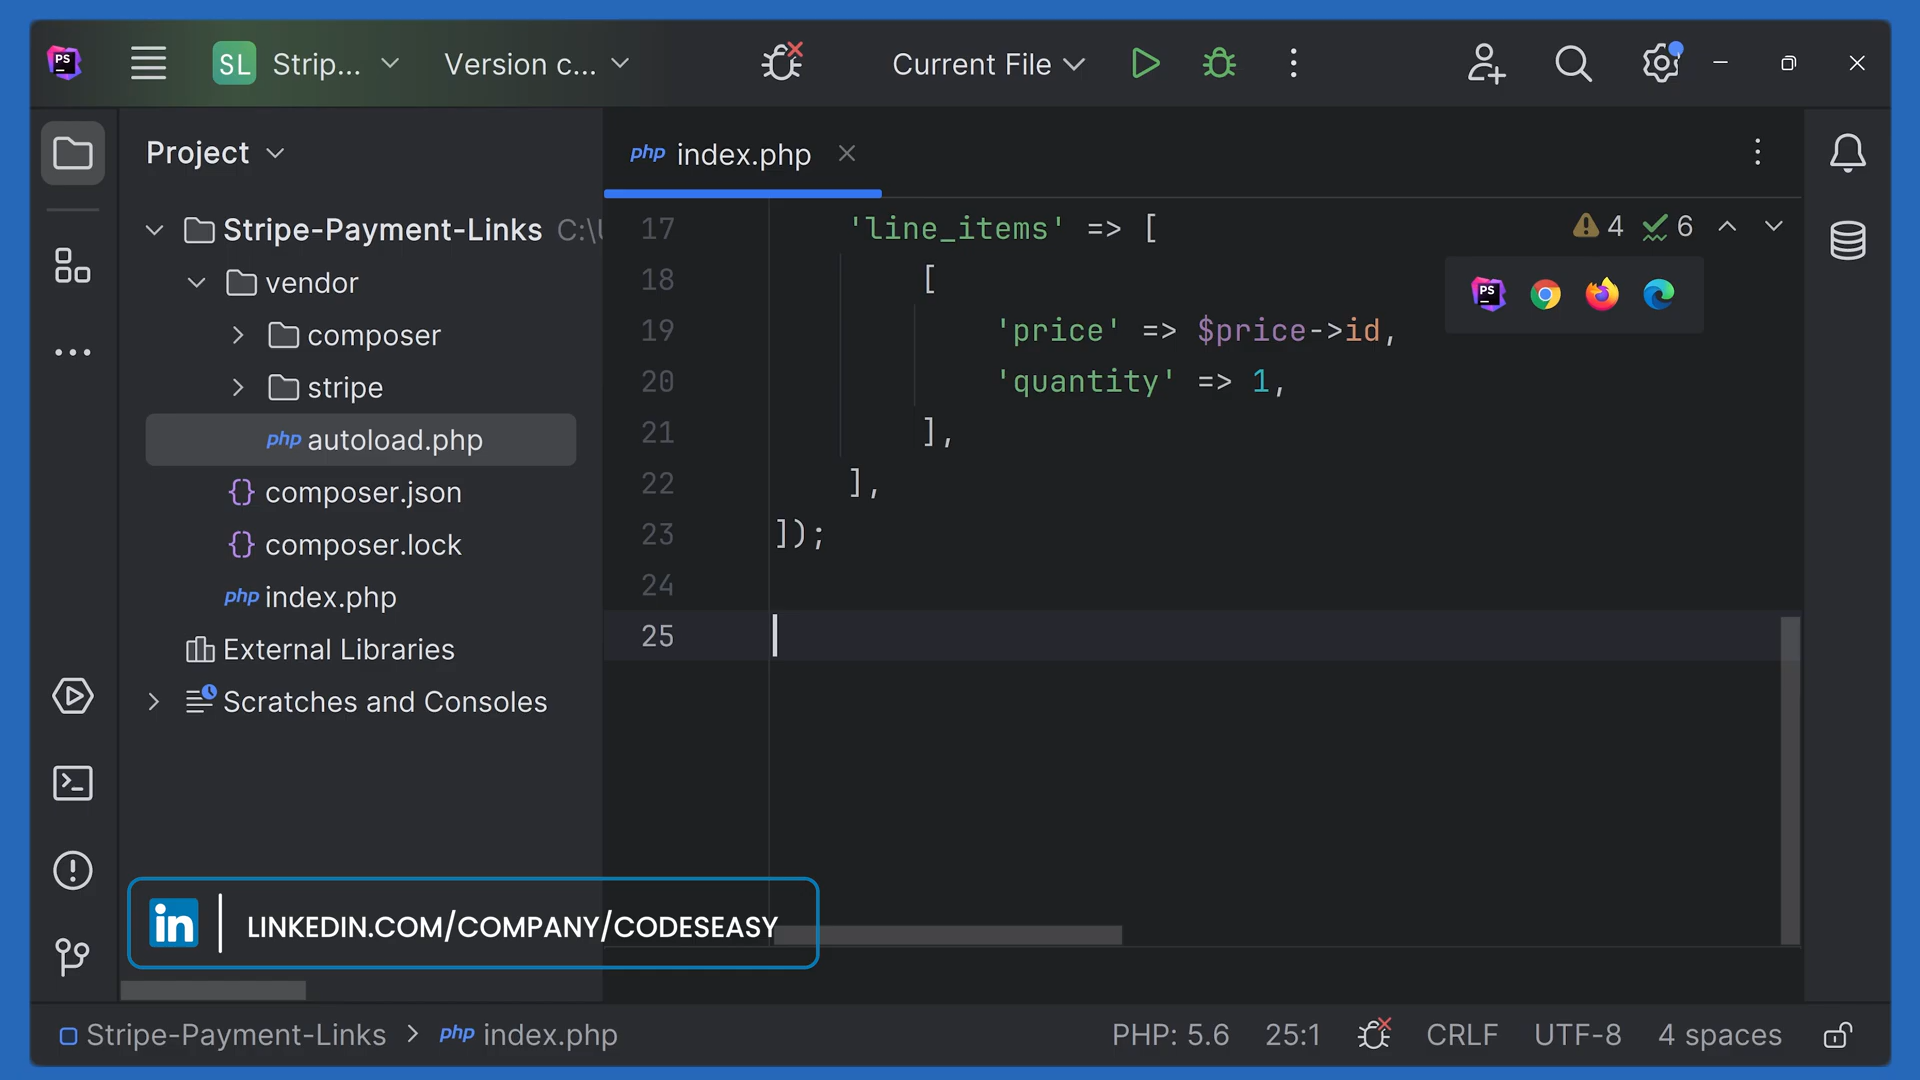 PS SL Strip... Version c... Current File
Project
php index.php
Stripe-Payment-Links C:\U
vendor
composer
stripe
php autoload.php
{} composer.json
{} composer.lock
php index.php
External Libraries
Scratches and Consoles
17 'line_items' => [
18 [
19 'price' => $price->id,
20 'quantity' => 1,
21 ],
22 ],
23 ]);
24
25
4 6
PS
in LINKEDIN.COM/COMPANY/CODESEASY
Stripe-Payment-Links > php index.php
PHP: 5.6 25:1 CRLF UTF-8 4 spaces